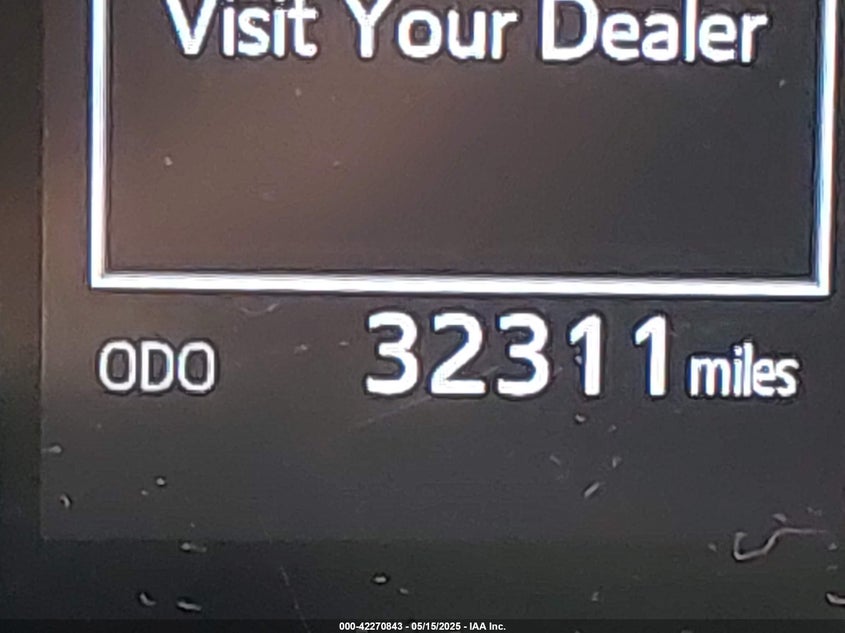 Visit Your Dealer
ODO 32311 miles
000-42270843 - 05/15/2025 - IAA Inc.